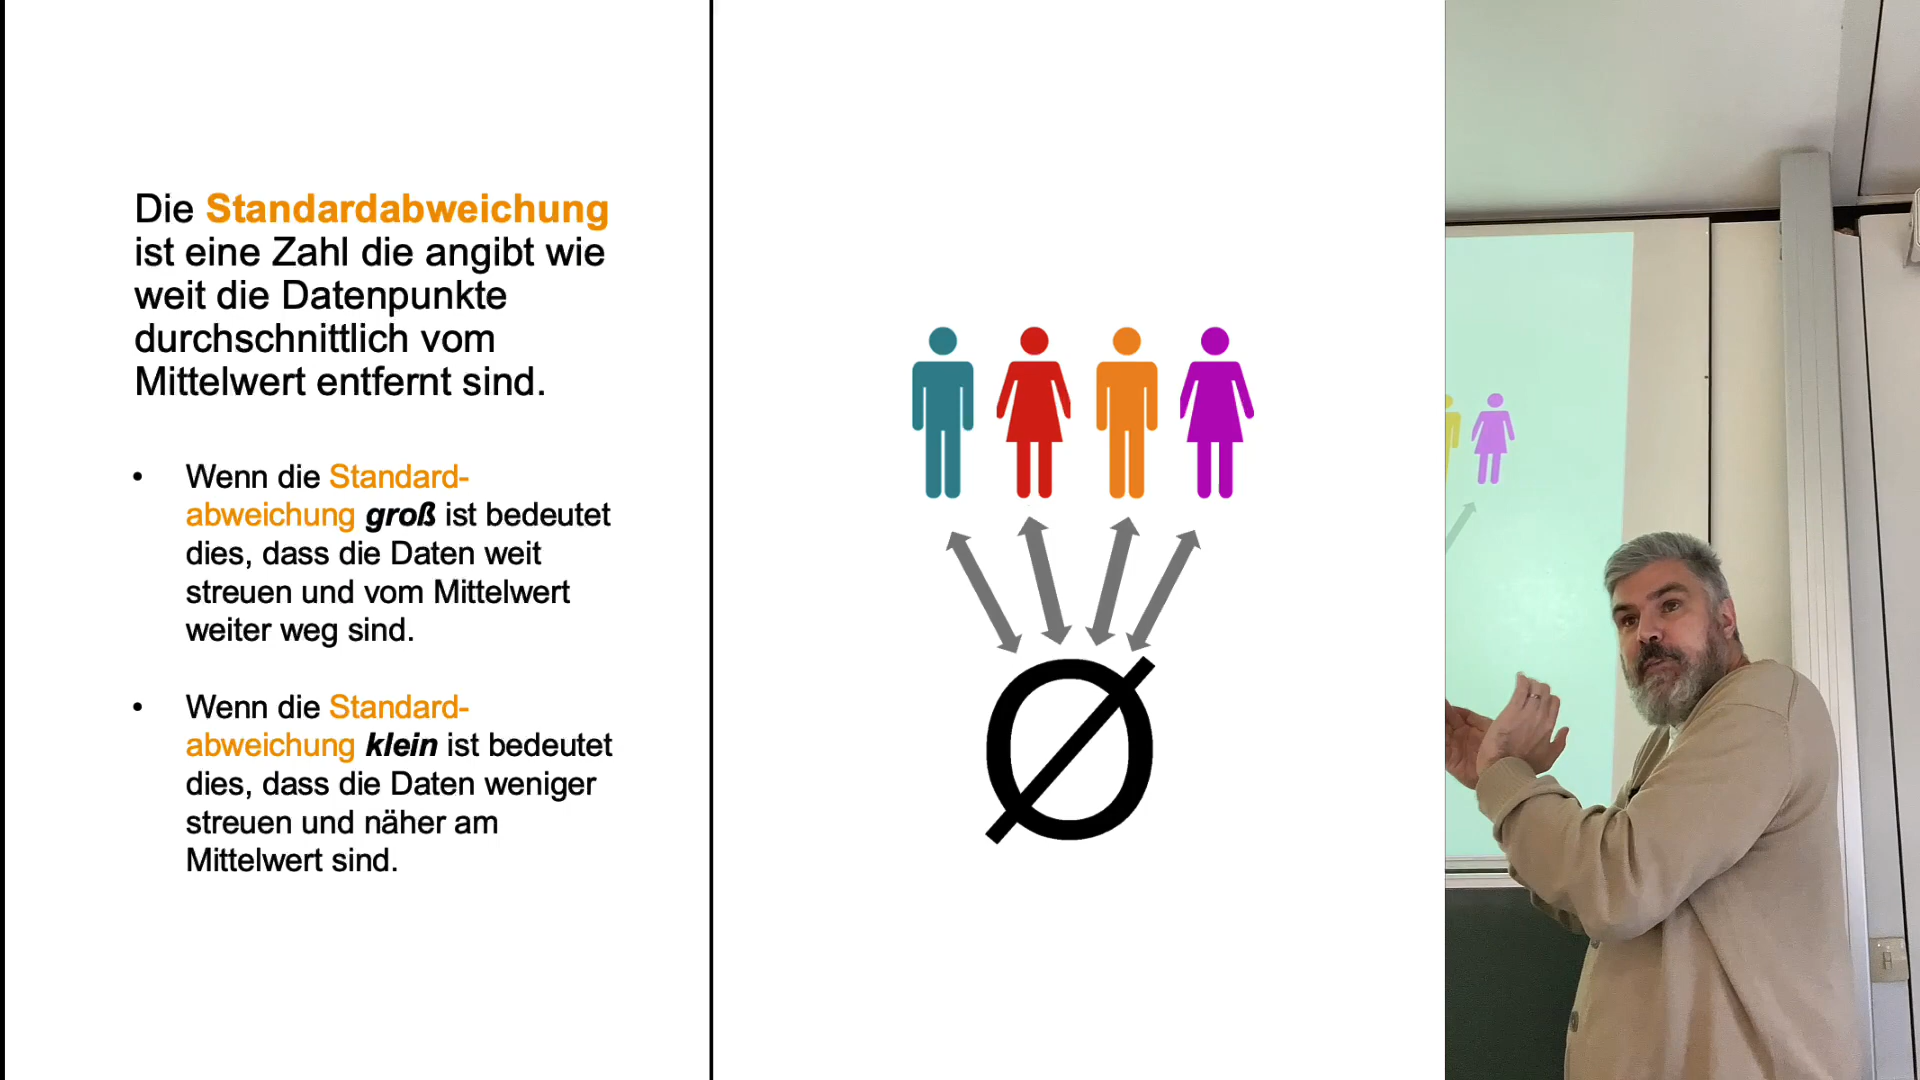 Die Standardabweichung
ist eine Zahl die angibt wie
weit die Datenpunkte
durchschnittlich vom
Mittelwert entfernt sind.
• Wenn die Standard-
abweichung groß ist bedeutet
dies, dass die Daten weit
streuen und vom Mittelwert
weiter weg sind.
• Wenn die Standard-
abweichung klein ist bedeutet
dies, dass die Daten weniger
streuen und näher am
Mittelwert sind.
Ø